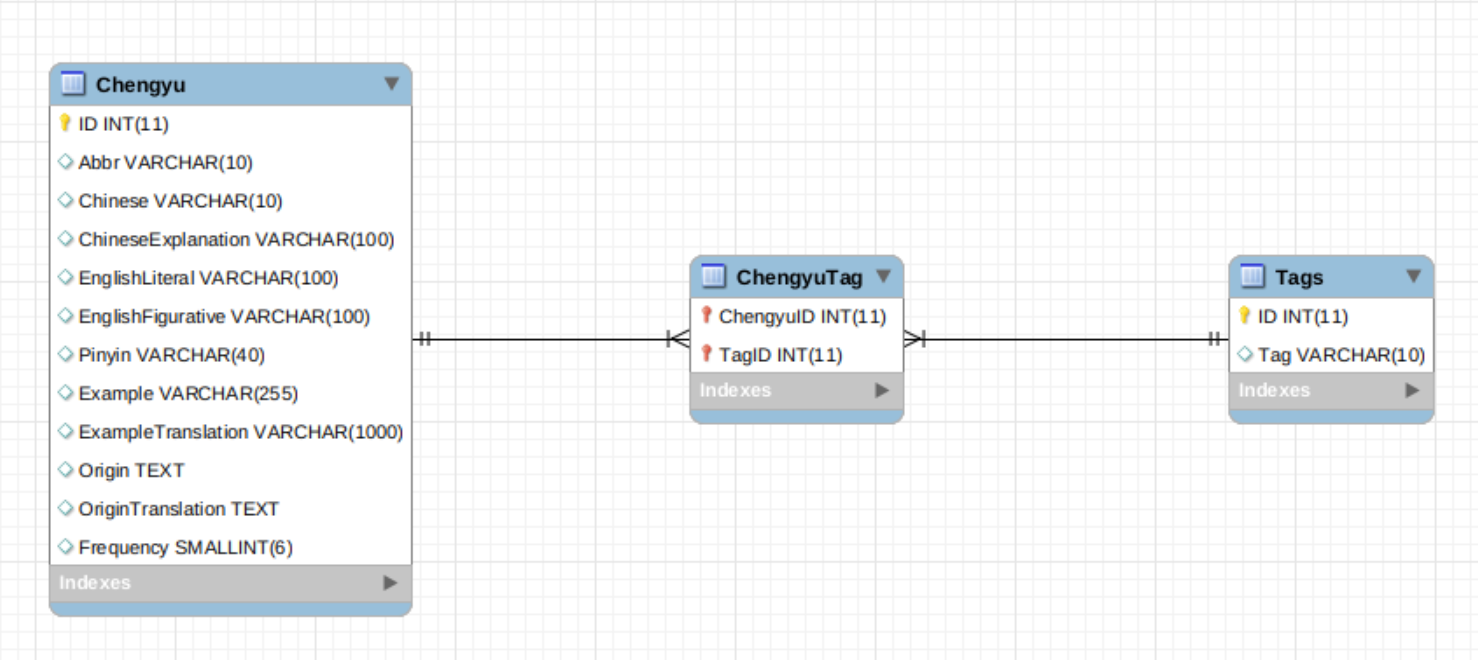 Chengyu
ID INT(11)
Abbr VARCHAR(10)
Chinese VARCHAR(10)
ChineseExplanation VARCHAR(100)
EnglishLiteral VARCHAR(100)
EnglishFigurative VARCHAR(100)
Pinyin VARCHAR(40)
Example VARCHAR(255)
ExampleTranslation VARCHAR(1000)
Origin TEXT
OriginTranslation TEXT
Frequency SMALLINT(6)
Indexes
ChengyuTag
ChengyuID INT(11)
TagID INT(11)
Indexes
Tags
ID INT(11)
Tag VARCHAR(10)
Indexes